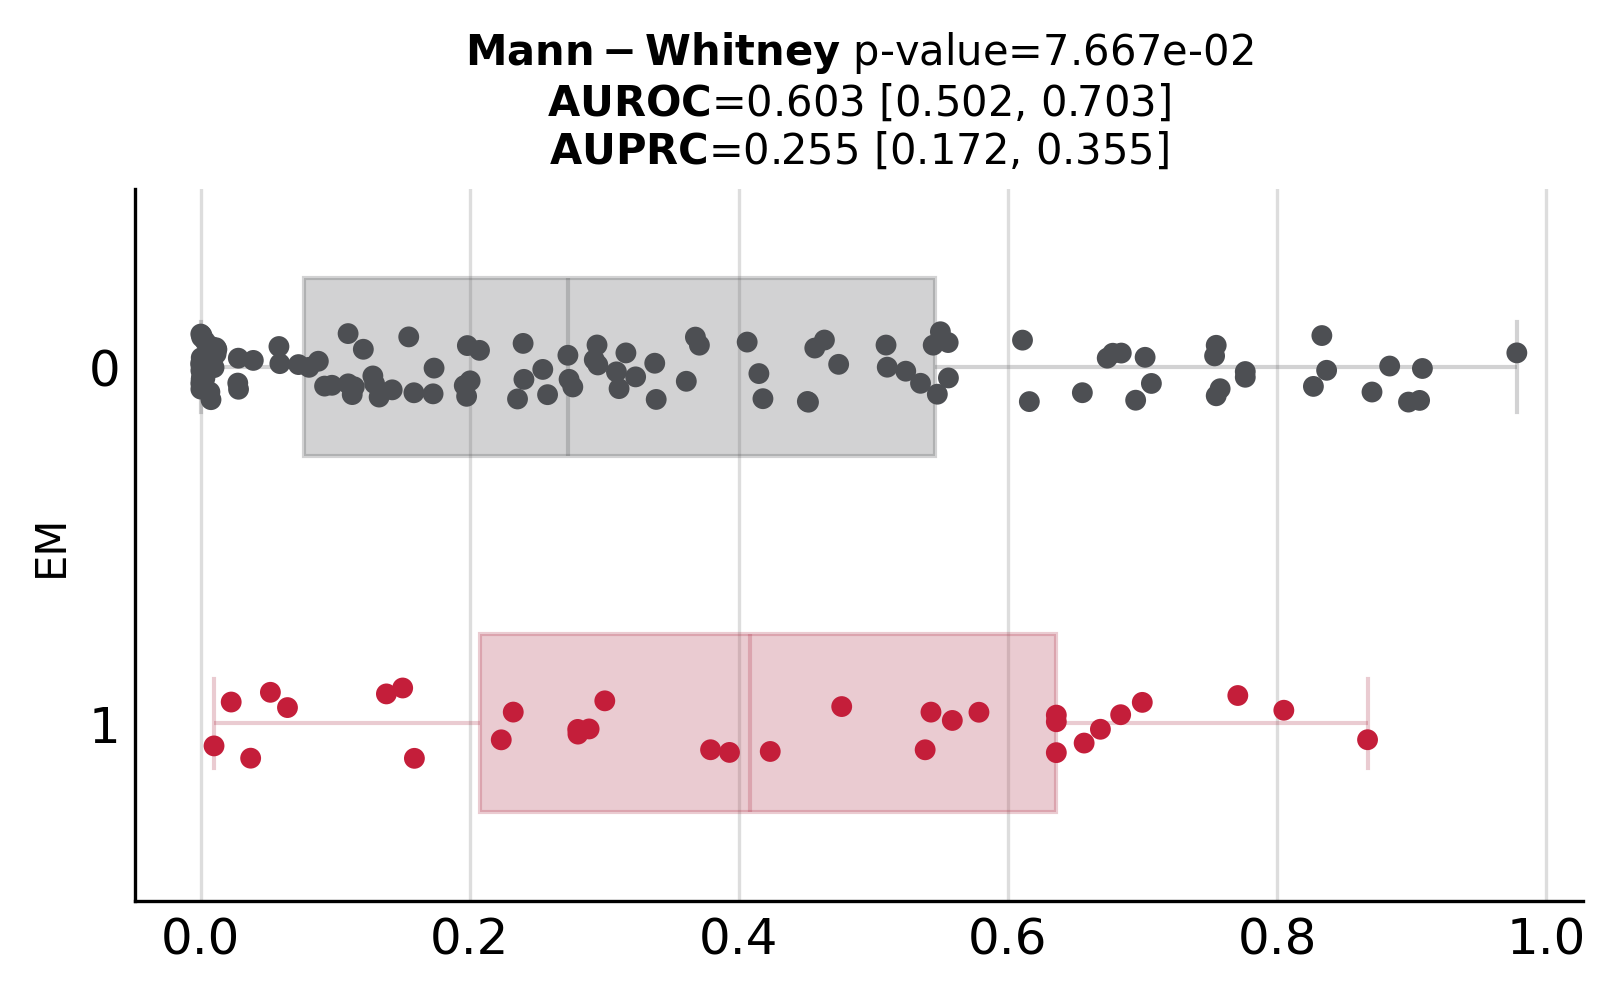 Mann − Whitney p-value=7.667e-02
AUROC=0.603 [0.502, 0.703]
AUPRC=0.255 [0.172, 0.355]
0
EM
1
0.0 0.2 0.4 0.6 0.8 1.0